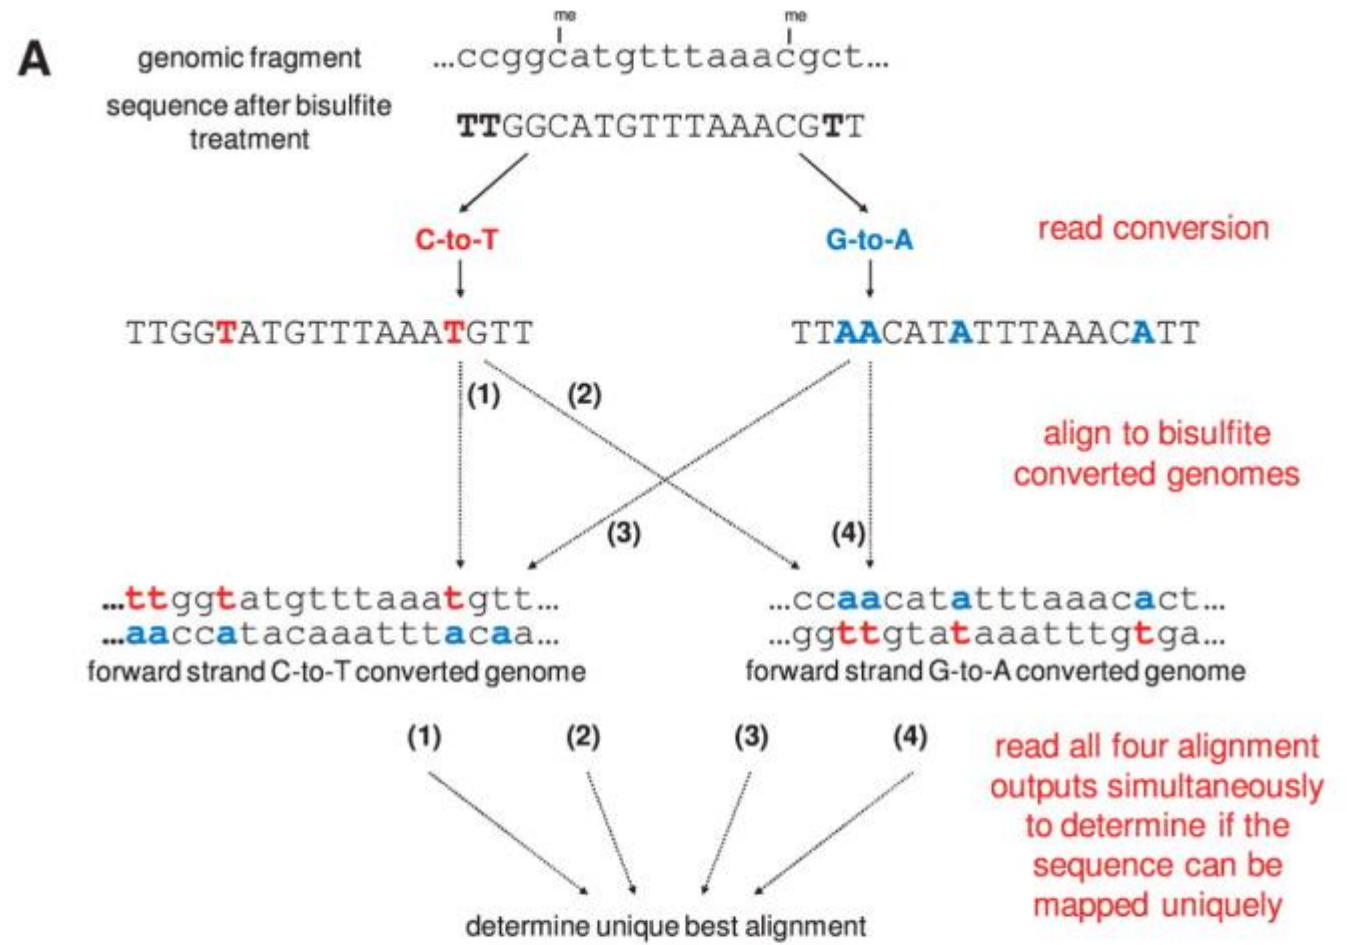 A
me me
genomic fragment ...ccggcatgtttaaacgct...
sequence after bisulfite
treatment
TTGGCATGTTTAAACGTT
C-to-T G-to-A read conversion
TTGGTATGTTTAAATGTT TTAACATATTTAAACATT
(1) (2)
align to bisulfite
converted genomes
(3) (4)
...ttggtatgtttaaatgtt... ...ccaacatatttaaacact...
...aaccatacaaatttacaa... ...ggttgtataaatttgtga...
forward strand C-to-T converted genome forward strand G-to-A converted genome
(1) (2) (3) (4)
read all four alignment
outputs simultaneously
to determine if the
sequence can be
mapped uniquely
determine unique best alignment